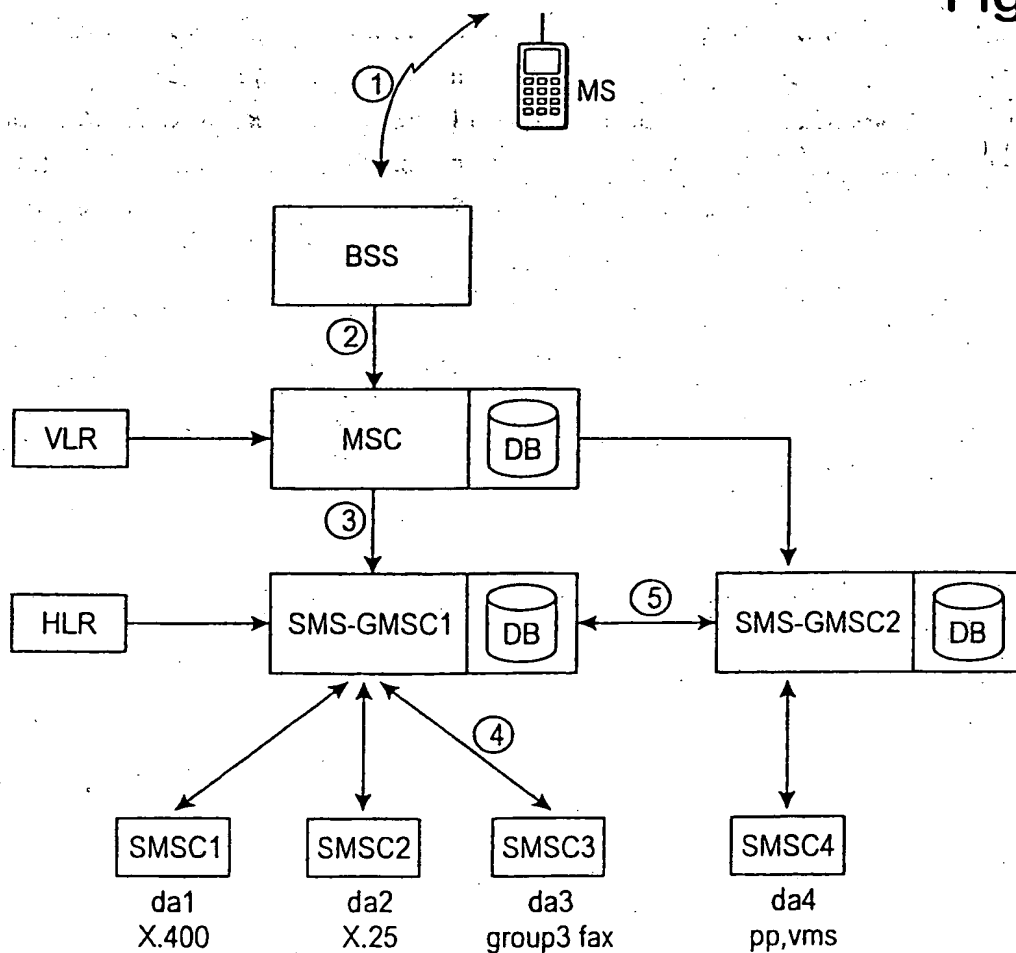 Fig
1
MS
BSS
2
VLR
MSC
DB
3
HLR
SMS-GMSC1
DB
5
SMS-GMSC2
DB
4
SMSC1
SMSC2
SMSC3
SMSC4
da1
da2
da3
da4
X.400
X.25
group3 fax
pp,vms